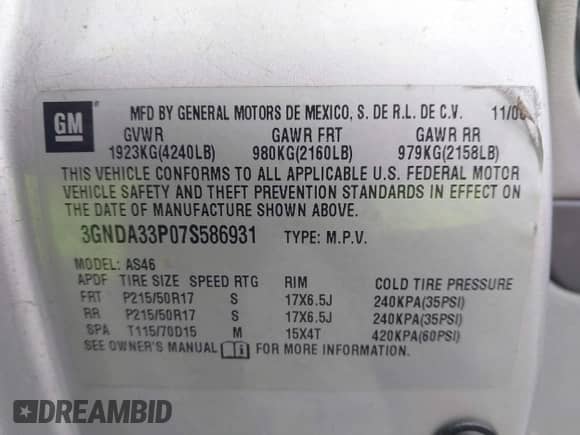 GM
MFD BY GENERAL MOTORS DE MEXICO, S. DE R.L. DE C.V. 11/06
GVWR GAWR FRT GAWR RR
1923KG(4240LB) 980KG(2160LB) 979KG(2158LB)
THIS VEHICLE CONFORMS TO ALL APPLICABLE U.S. FEDERAL MOTOR
VEHICLE SAFETY AND THEFT PREVENTION STANDARDS IN EFFECT ON
THE DATE OF MANUFACTURE SHOWN ABOVE.
3GNDA33P07S586931 TYPE: M.P.V.
MODEL: AS46
APDF TIRE SIZE SPEED RTG RIM COLD TIRE PRESSURE
FRT P215/50R17 S 17X6.5J 240KPA(35PSI)
RR P215/50R17 S 17X6.5J 240KPA(35PSI)
SPA T115/70D15 M 15X4T 420KPA(60PSI)
SEE OWNER'S MANUAL i FOR MORE INFORMATION.
DREAMBID